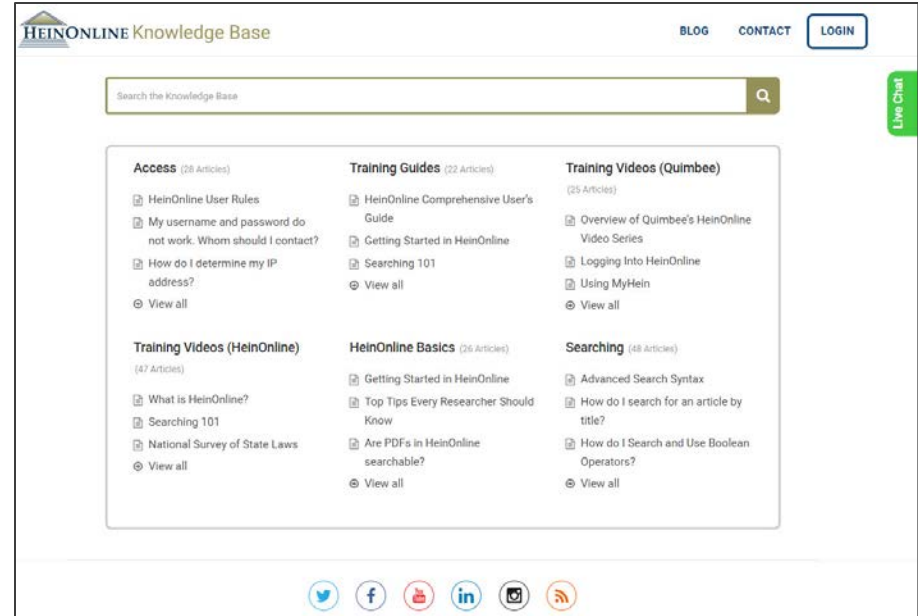 HEINONLINE Knowledge Base
BLOG CONTACT LOGIN
Search the Knowledge Base
Live Chat
Access (28 Articles)
HeinOnline User Rules
My username and password do
not work. Whom should I contact?
How do I determine my IP
address?
View all
Training Guides (22 Articles)
HeinOnline Comprehensive User's
Guide
Getting Started in HeinOnline
Searching 101
View all
Training Videos (Quimbee)
(25 Articles)
Overview of Quimbee's HeinOnline
Video Series
Logging Into HeinOnline
Using MyHein
View all
Training Videos (HeinOnline)
(47 Articles)
What is HeinOnline?
Searching 101
National Survey of State Laws
View all
HeinOnline Basics (26 Articles)
Getting Started in HeinOnline
Top Tips Every Researcher Should
Know
Are PDFs in HeinOnline
searchable?
View all
Searching (48 Articles)
Advanced Search Syntax
How do I search for an article by
title?
How do I Search and Use Boolean
Operators?
View all